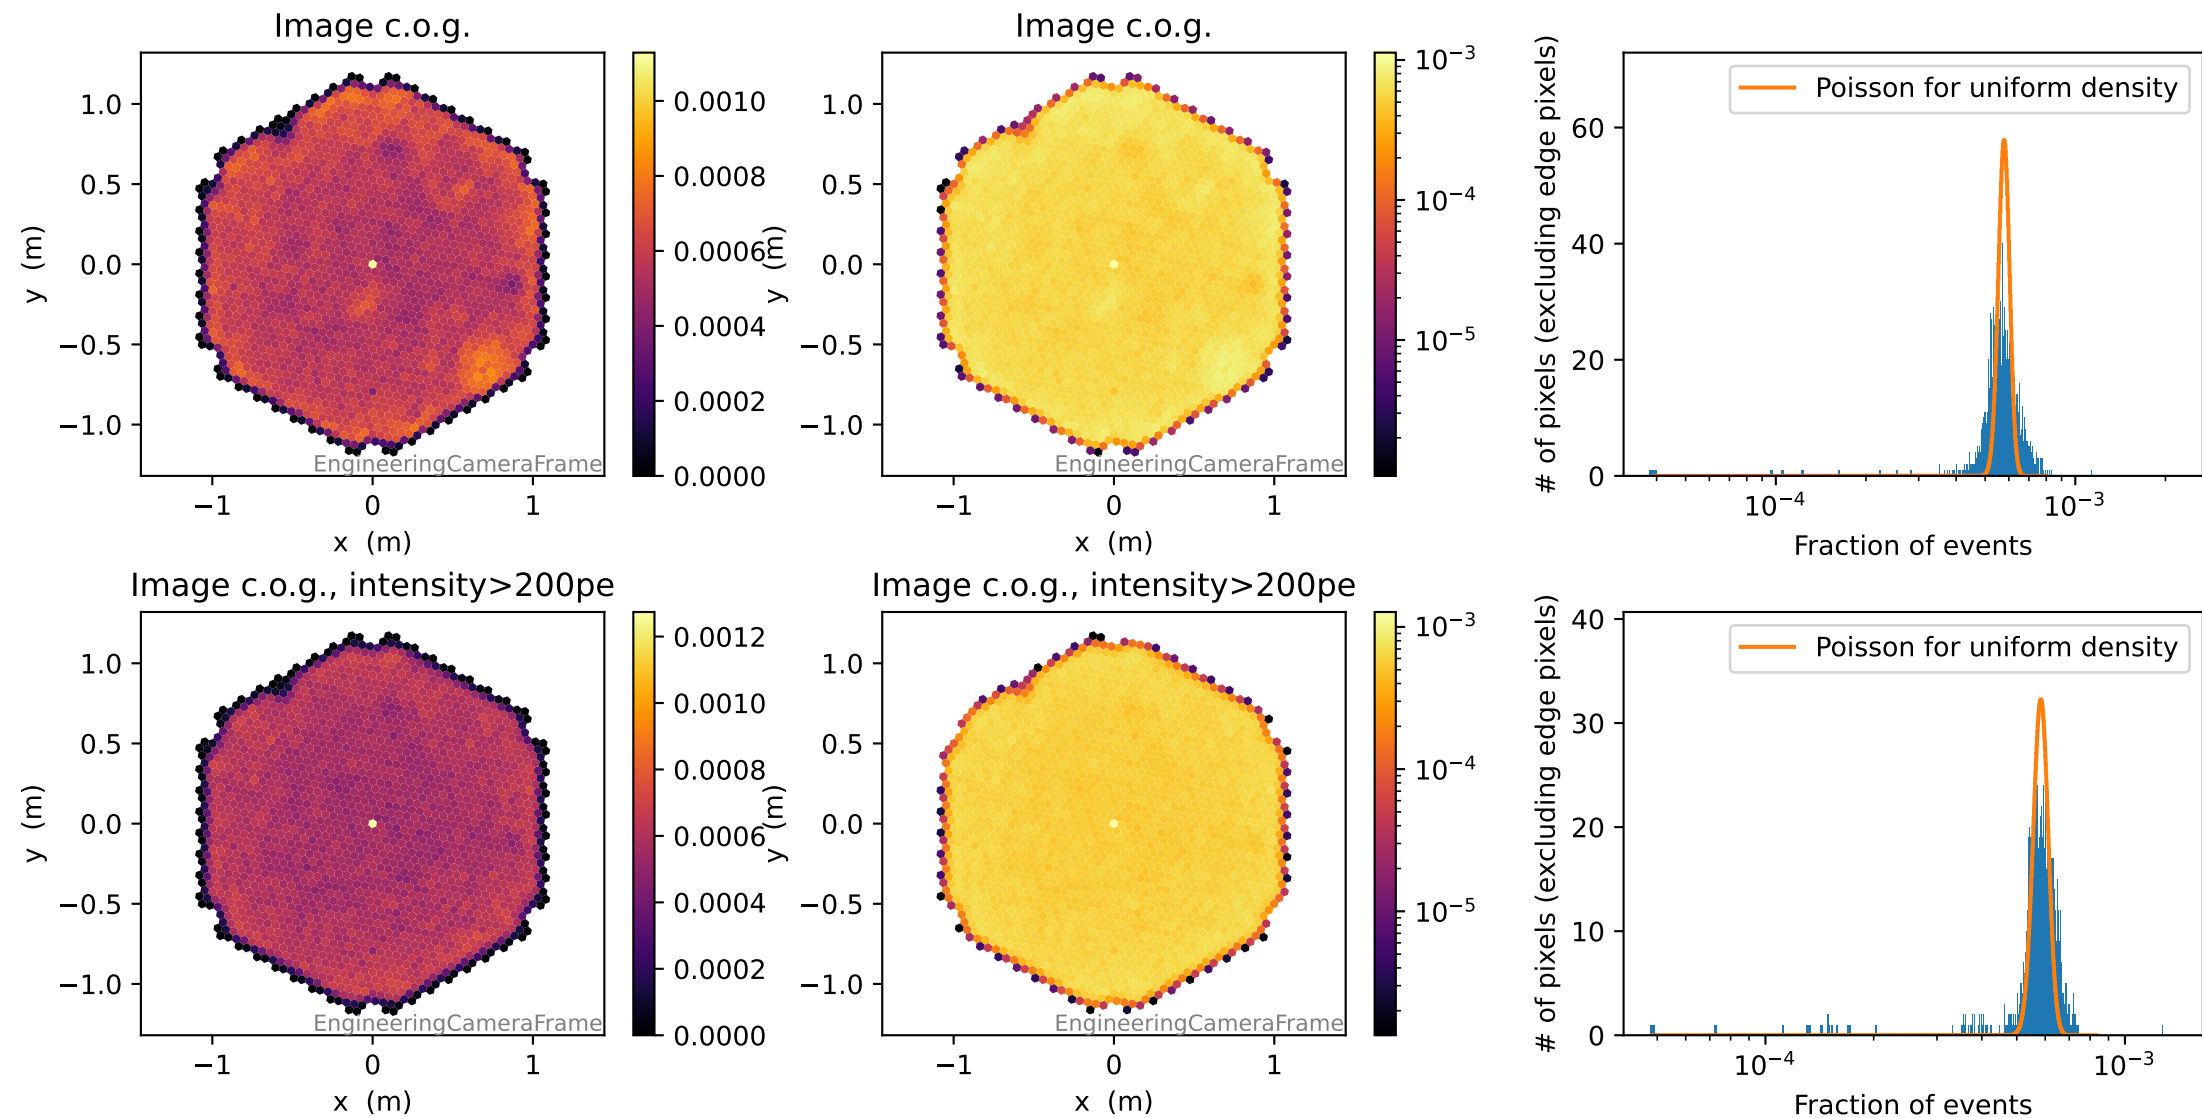 Image c.o.g.
1.0
0.5
0.0
−0.5
−1.0
y (m)
−1
0
1
x (m)
EngineeringCameraFrame
0.0010
0.0008
0.0006
0.0004
0.0002
0.0000
Image c.o.g.
1.0
0.5
0.0
−0.5
−1.0
y (m)
−1
0
1
x (m)
EngineeringCameraFrame
10⁻³
10⁻⁴
10⁻⁵
Poisson for uniform density
60
40
20
0
# of pixels (excluding edge pixels)
10⁻⁴
10⁻³
Fraction of events
Image c.o.g., intensity>200pe
1.0
0.5
0.0
−0.5
−1.0
y (m)
−1
0
1
x (m)
EngineeringCameraFrame
0.0012
0.0010
0.0008
0.0006
0.0004
0.0002
0.0000
Image c.o.g., intensity>200pe
1.0
0.5
0.0
−0.5
−1.0
y (m)
−1
0
1
x (m)
EngineeringCameraFrame
10⁻³
10⁻⁴
10⁻⁵
Poisson for uniform density
40
30
20
10
0
# of pixels (excluding edge pixels)
10⁻⁴
10⁻³
Fraction of events